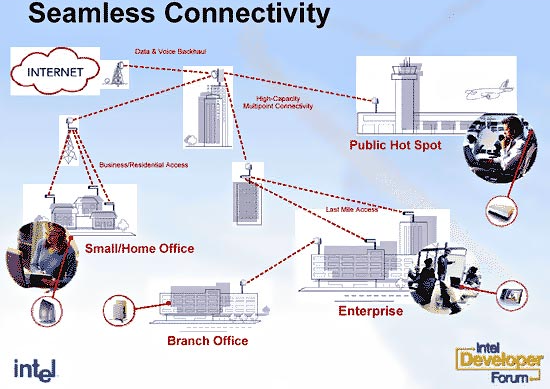 Seamless Connectivity
Data & Voice Backhaul
INTERNET
High-Capacity
Multipoint Connectivity
Public Hot Spot
Business/Residential Access
Last Mile Access
Small/Home Office
Enterprise
Branch Office
intel
Intel
Developer
Forum